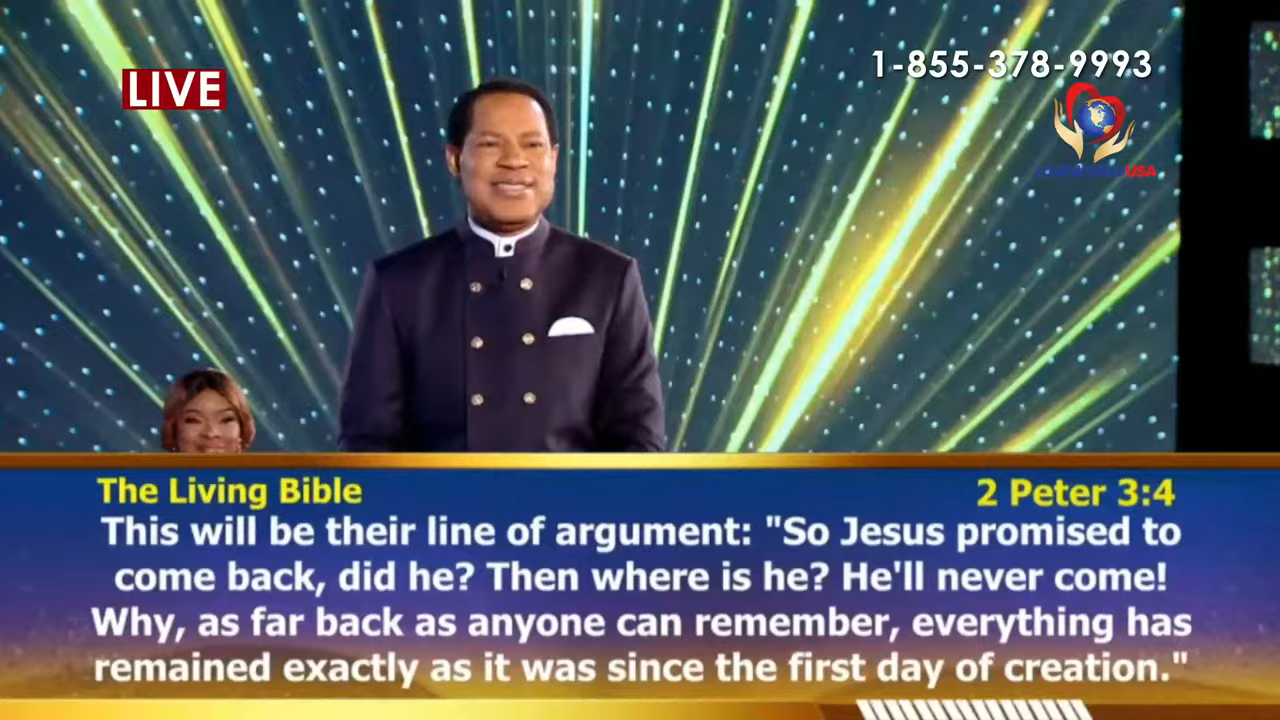 LIVE
1-855-378-9993
LOVEWORLD USA
The Living Bible
2 Peter 3:4
This will be their line of argument: "So Jesus promised to
come back, did he? Then where is he? He'll never come!
Why, as far back as anyone can remember, everything has
remained exactly as it was since the first day of creation."